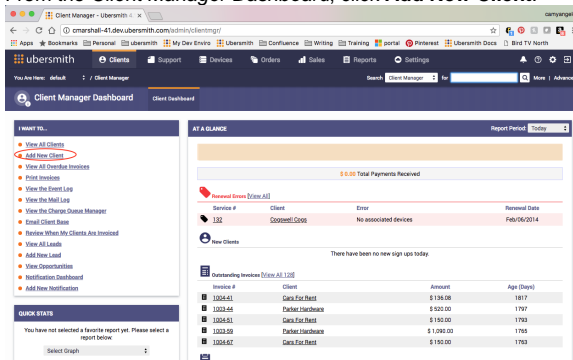 From the Client Manager Dashboard, click Add New Client.
Client Manager - Ubersmith
camyangel
cmarshall-41.dev.ubersmith.com/admin/clientmgr/
Apps Bookmarks Personal ubersmith My Dev Enviro Ubersmith Confluence Writing Training portal Pinterest Ubersmith Docs Bird TV North
ubersmith Clients Support Devices Orders Sales Reports Settings
You Are Here: default / Client Manager Search Client Manager for More | Advance
Client Manager Dashboard Client Dashboard
I WANT TO...
View All Clients
Add New Client
View All Overdue Invoices
Print Invoices
View the Event Log
View the Mail Log
View the Charge Queue Manager
Email Client Base
Review When My Clients Are Invoiced
View All Leads
Add New Lead
View Opportunities
Notification Dashboard
Add New Notification
QUICK STATS
You have not selected a favorite report yet. Please select a
report below.
Select Graph
AT A GLANCE Report Period: Today
$ 0.00 Total Payments Received
Renewal Errors [View All]
Service # Client Error Renewal Date
132 Cogswell Cogs No associated devices Feb/06/2014
New Clients
There have been no new sign ups today.
Outstanding Invoices [View All 128]
Invoice # Client Amount Age (Days)
1004-41 Cars For Rent $ 136.08 1817
1003-44 Parker Hardware $ 520.00 1797
1004-51 Cars For Rent $ 150.00 1793
1003-59 Parker Hardware $ 1,090.00 1765
1004-67 Cars For Rent $ 150.00 1763